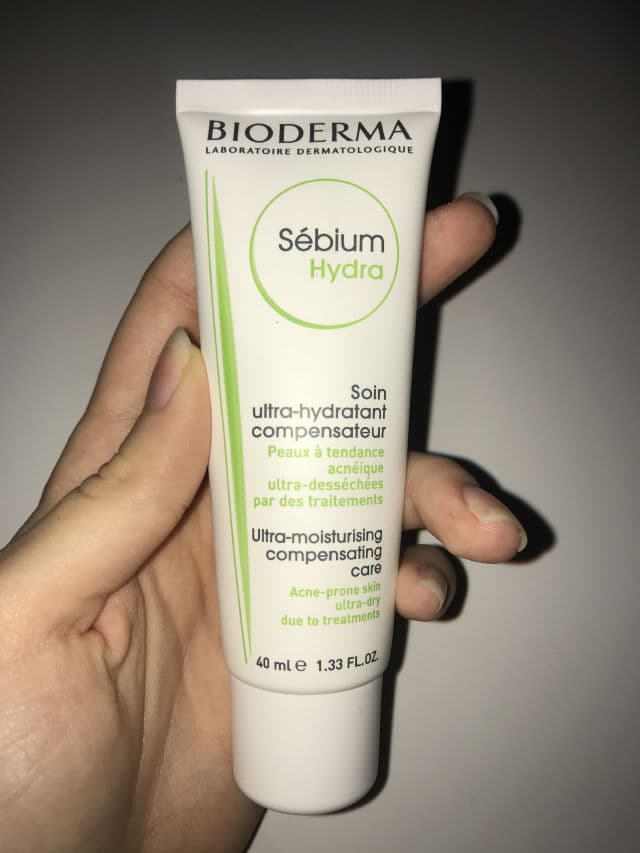 BIODERMA
LABORATOIRE DERMATOLOGIQUE
Sébium
Hydra
Soin
ultra-hydratant
compensateur
Peaux à tendance
acnéique
ultra-desséchées
par des traitements
Ultra-moisturising
compensating
care
Acne-prone skin
ultra-dry
due to treatments
40 ml e 1.33 FL.OZ.